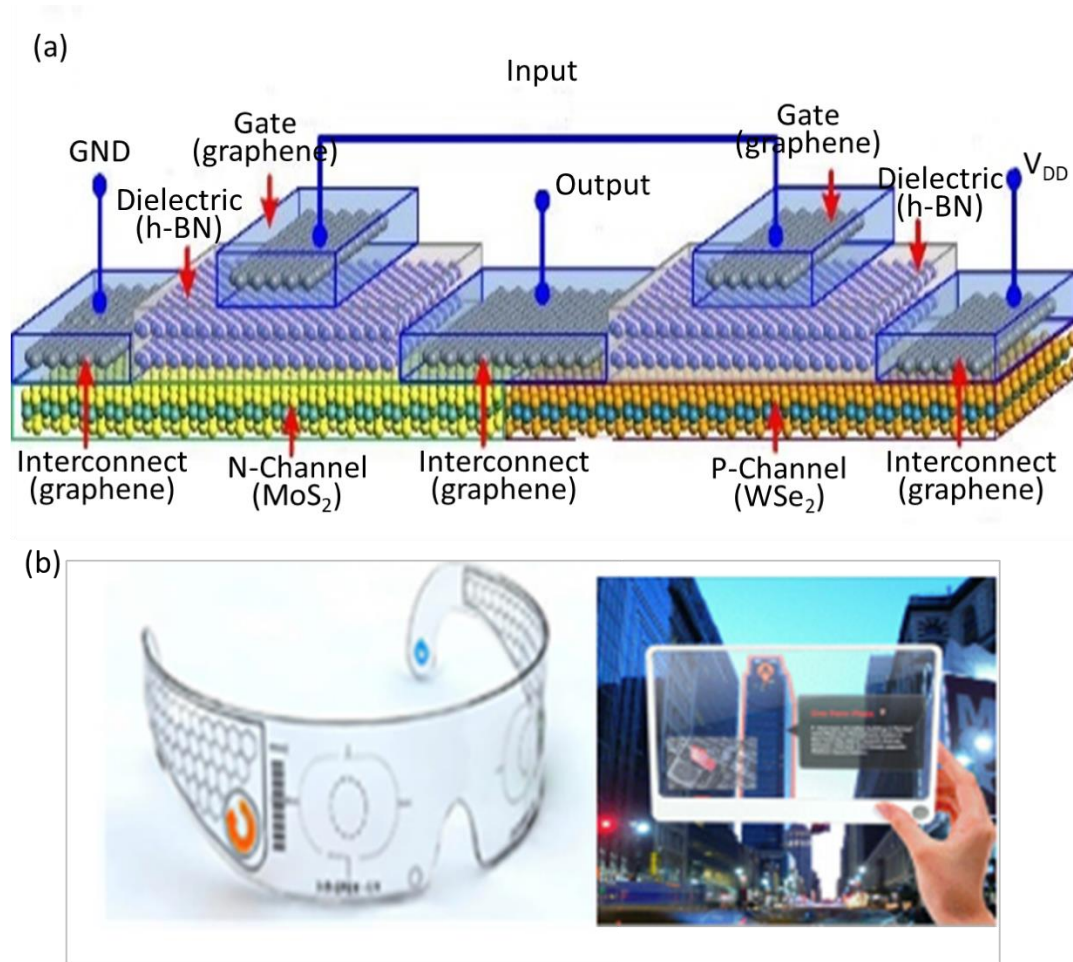 (a)
Input
Gate
(graphene)
Gate
(graphene)
GND
Output
V_DD
Dielectric
(h-BN)
Dielectric
(h-BN)
Interconnect
(graphene)
N-Channel
(MoS₂)
Interconnect
(graphene)
P-Channel
(WSe₂)
Interconnect
(graphene)
(b)